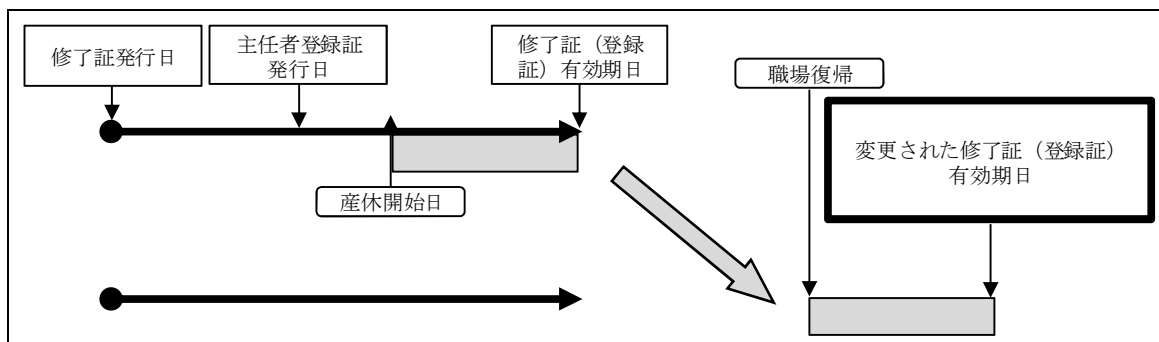 修了証発行日
主任者登録証
発行日
修了証（登録
証）有効期日
職場復帰
変更された修了証（登録証）
有効期日
産休開始日